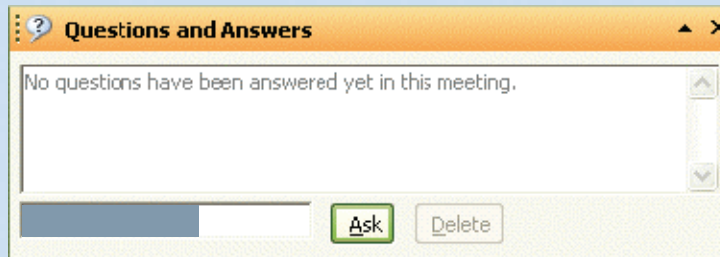 Questions and Answers
No questions have been answered yet in this meeting.
Ask Delete